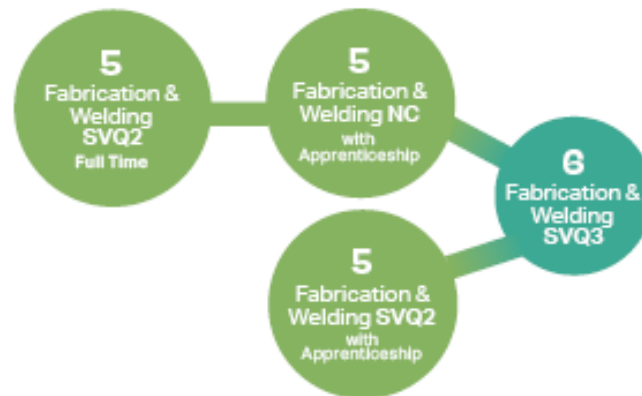 5
Fabrication &
Welding
SVQ2
Full Time
5
Fabrication &
Welding NC
with
Apprenticeship
6
Fabrication &
Welding
SVQ3
5
Fabrication &
Welding SVQ2
with
Apprenticeship